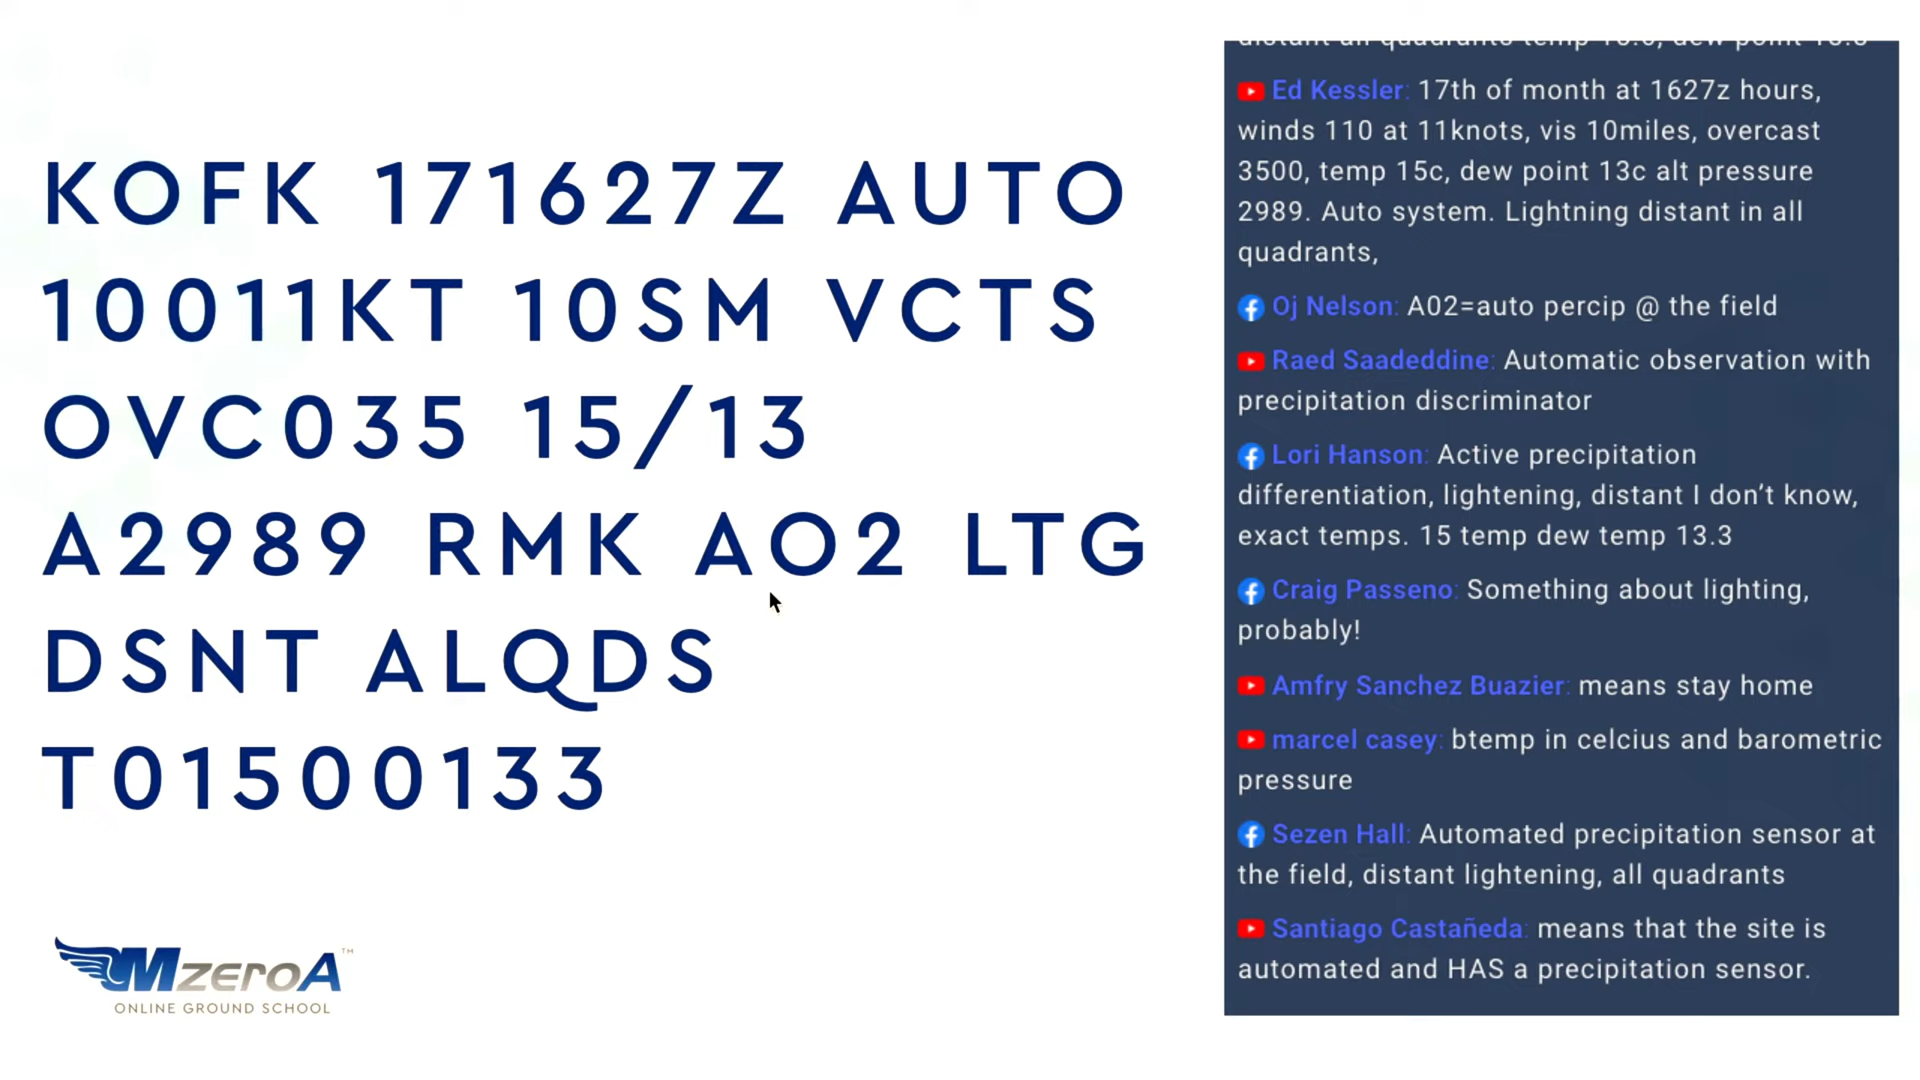 KOFK 171627Z AUTO
10011KT 10SM VCTS
OVC035 15/13
A2989 RMK AO2 LTG
DSNT ALQDS
T01500133
MzeroA™
ONLINE GROUND SCHOOL
Ed Kessler: 17th of month at 1627z hours,
winds 110 at 11knots, vis 10miles, overcast
3500, temp 15c, dew point 13c alt pressure
2989. Auto system. Lightning distant in all
quadrants,
Oj Nelson: A02=auto percip @ the field
Raed Saadeddine: Automatic observation with
precipitation discriminator
Lori Hanson: Active precipitation
differentiation, lightening, distant I don’t know,
exact temps. 15 temp dew temp 13.3
Craig Passeno: Something about lighting,
probably!
Amfry Sanchez Buazier: means stay home
marcel casey: btemp in celcius and barometric
pressure
Sezen Hall: Automated precipitation sensor at
the field, distant lightening, all quadrants
Santiago Castañeda: means that the site is
automated and HAS a precipitation sensor.